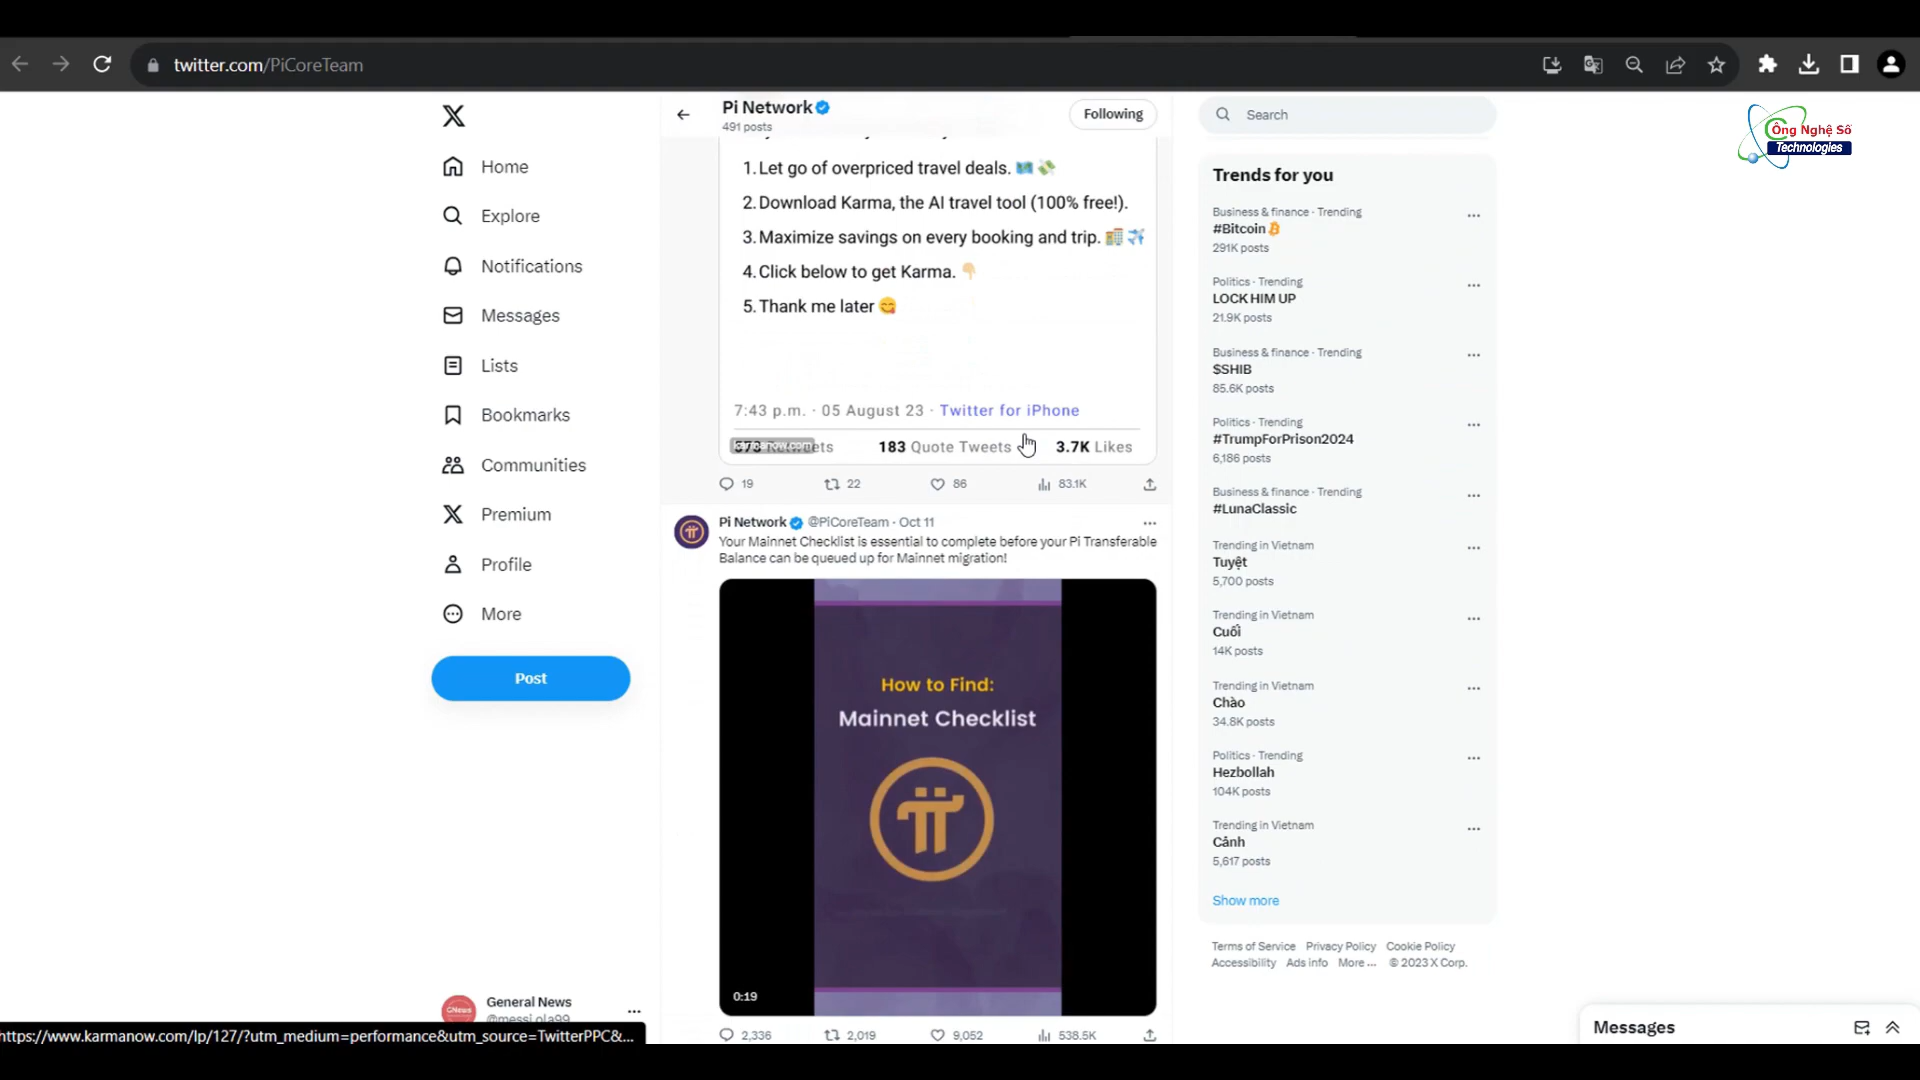 twitter.com/PiCoreTeam
Ông Nghệ Số
Technologies
Home
Explore
Notifications
Messages
Lists
Bookmarks
Communities
Premium
Profile
More
Post
General News
@messi_ola99
https://www.karmanow.com/lp/127/?utm_medium=performance&utm_source=TwitterPPC&...
Pi Network
491 posts
Following
1. Let go of overpriced travel deals. 🗺️ 💸
2. Download Karma, the AI travel tool (100% free!).
3. Maximize savings on every booking and trip. 🏨 ✈️
4. Click below to get Karma. 👇🏻
5. Thank me later 😋
7:43 p.m. · 05 August 23 · Twitter for iPhone
karmanow.com
183 Quote Tweets
3.7K Likes
19
22
86
83.1K
Pi Network @PiCoreTeam · Oct 11
Your Mainnet Checklist is essential to complete before your Pi Transferable
Balance can be queued up for Mainnet migration!
How to Find:
Mainnet Checklist
0:19
2,336
2,019
9,052
538.5K
Search
Trends for you
Business & finance · Trending
#Bitcoin
291K posts
Politics · Trending
LOCK HIM UP
21.9K posts
Business & finance · Trending
$SHIB
85.6K posts
Politics · Trending
#TrumpForPrison2024
6,186 posts
Business & finance · Trending
#LunaClassic
Trending in Vietnam
Tuyệt
5,700 posts
Trending in Vietnam
Cuối
14K posts
Trending in Vietnam
Chào
34.8K posts
Politics · Trending
Hezbollah
104K posts
Trending in Vietnam
Cảnh
5,617 posts
Show more
Terms of Service Privacy Policy Cookie Policy
Accessibility Ads info More ... © 2023 X Corp.
Messages